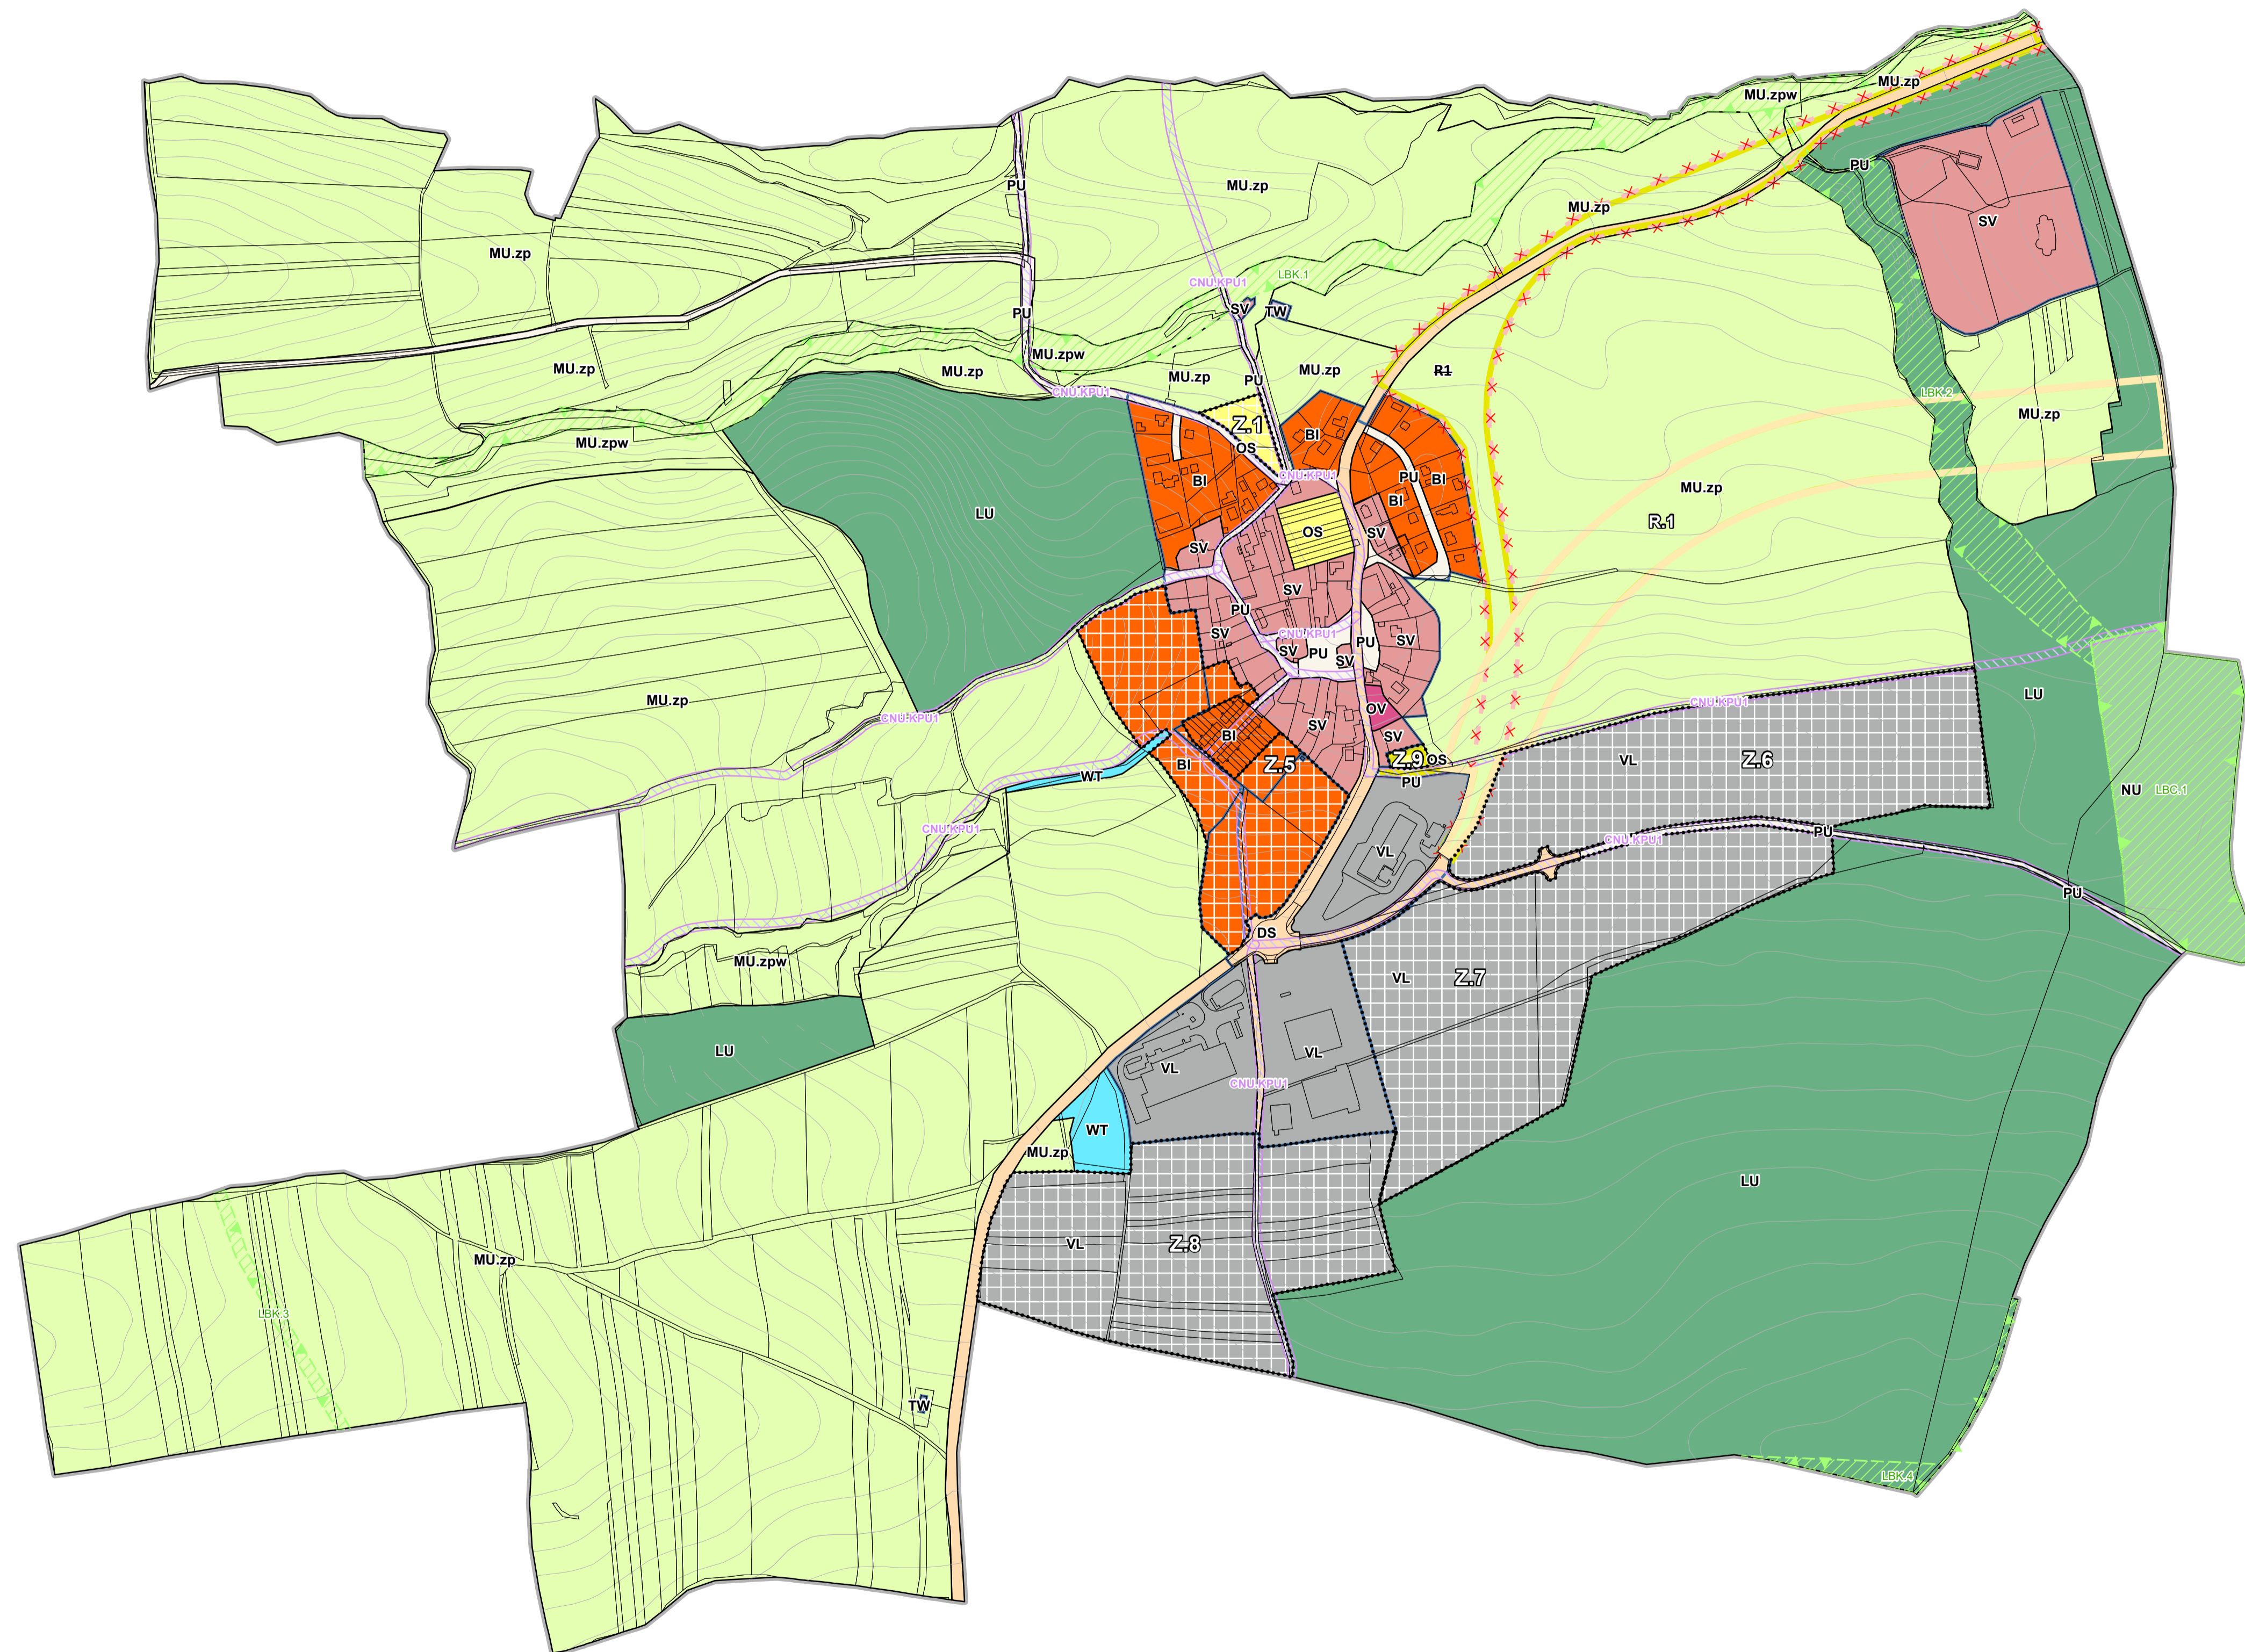 MU.zp
MU.zpw
PU
SV
PU
MU.zp
MU.zp
SV
MU.zp
CNU.KPU1
LBK.1
SV
TW
PU
MU.zpw
MU.zp
MU.zp
MU.zp
PU
MU.zp
R1
CNU.KPU1
LBK.2
MU.zp
Z.1
OS
BI
MU.zpw
CNU.KPU1
PU
BI
BI
BI
MU.zp
LU
R.1
OS
SV
SV
SV
PU
CNU.KPU1
SV
SV
PU
SV
PU
SV
LU
MU.zp
CNU.KPU1
OV
CNU.KPU1
SV
BI
SV
Z.9
OS
VL
Z.6
BI
Z.5
WT
PU
NU
LBC.1
CNU.KPU1
VL
CNU.KPU1
PU
PU
DS
MU.zpw
VL
Z.7
LU
VL
VL
CNU.KPU1
WT
MU.zp
LU
VL
Z.8
MU.zp
LBK.3
TW
LBK.4